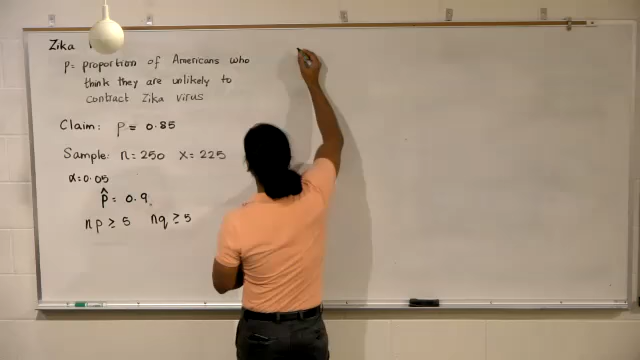 Zika
p = proportion of Americans who
think they are unlikely to
contract Zika virus
Claim: p = 0.85
Sample: n = 250 x = 225
α = 0.05
p̂ = 0.9
np ≥ 5 nq ≥ 5